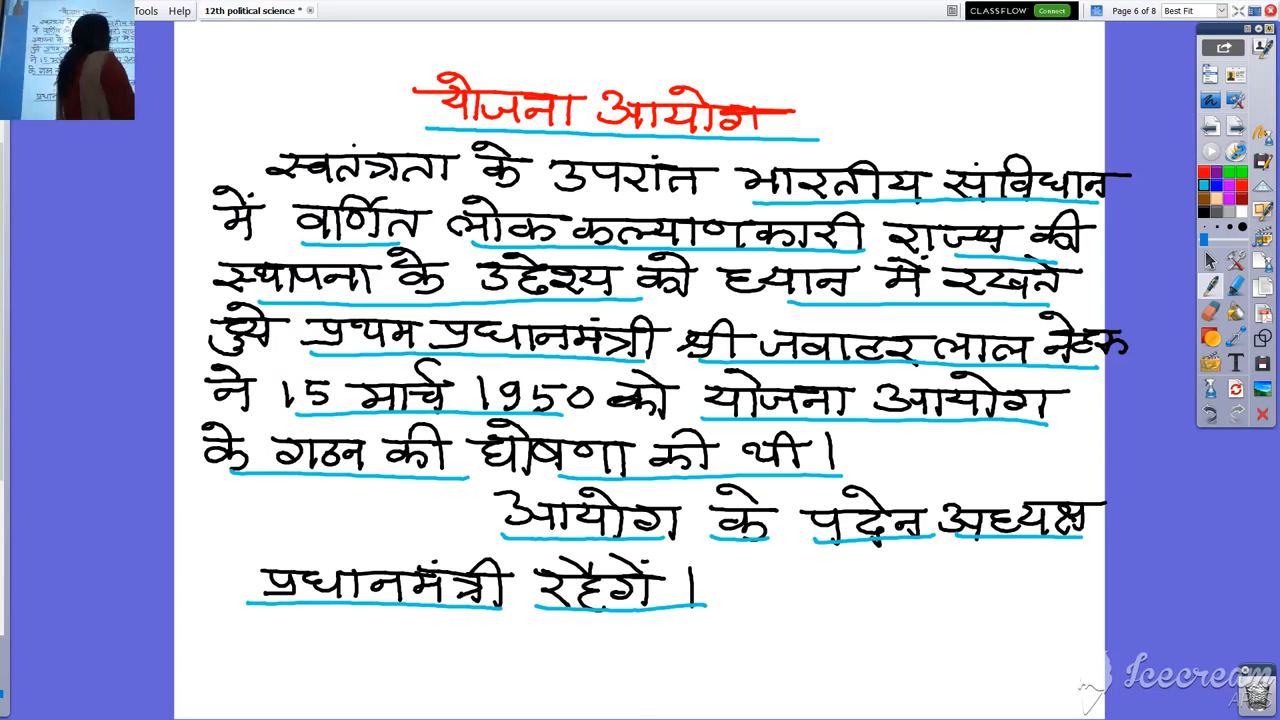 Tools Help 12th political science * CLASSFLOW Connect Page 6 of 8 Best Fit
योजना आयोग
स्वतंत्रता के उपरांत भारतीय संविधान
में वर्णित लोक कल्याणकारी राज्य की
स्थापना के उद्देश्य को ध्यान में रखते
हुये प्रथम प्रधानमंत्री श्री जवाहर लाल नेहरू
ने 15 मार्च 1950 को योजना आयोग
के गठन की घोषणा की थी।
आयोग के पदेन अध्यक्ष
प्रधानमंत्री रहेगें।
Icecream
APPS